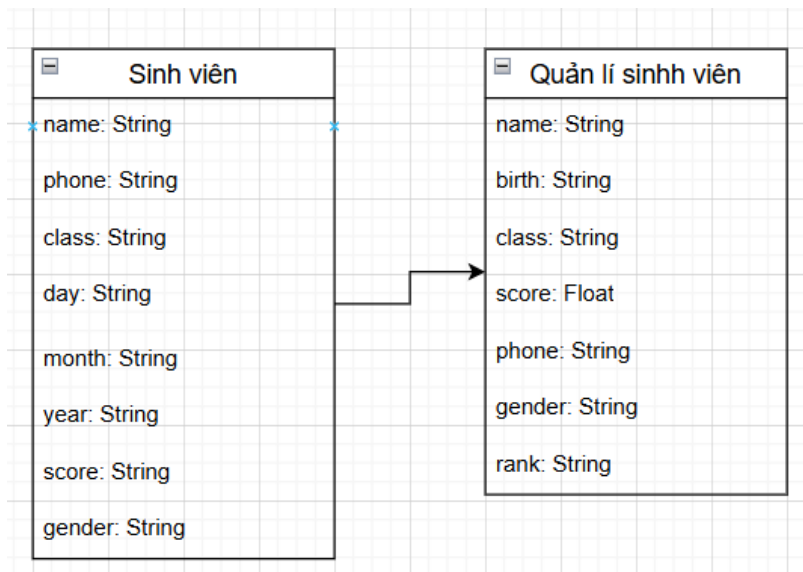 Sinh viên
name: String
phone: String
class: String
day: String
month: String
year: String
score: String
gender: String
Quản lí sinhh viên
name: String
birth: String
class: String
score: Float
phone: String
gender: String
rank: String